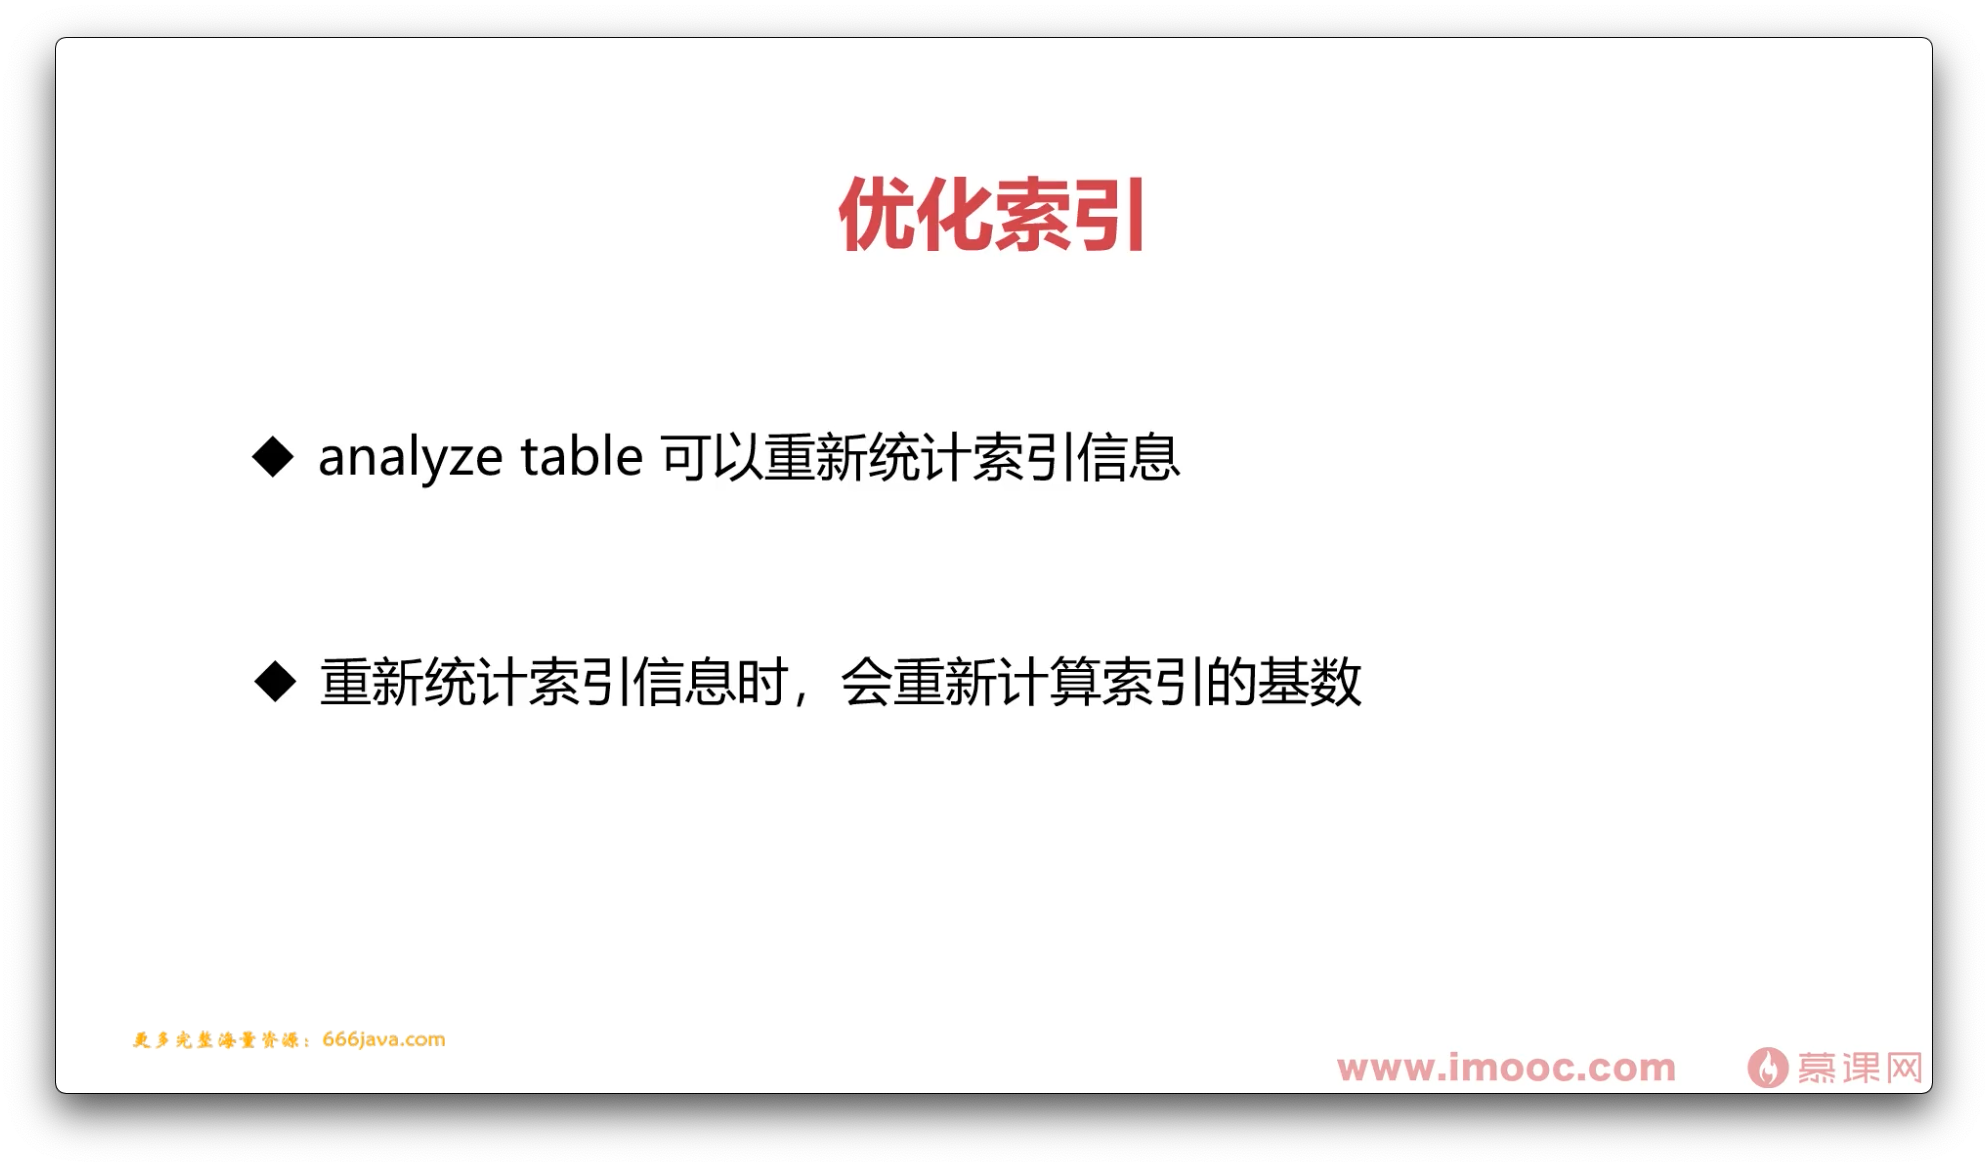 优化索引
◆ analyze table 可以重新统计索引信息
◆ 重新统计索引信息时，会重新计算索引的基数
更多完整海量资源：666java.com
www.imooc.com 慕课网